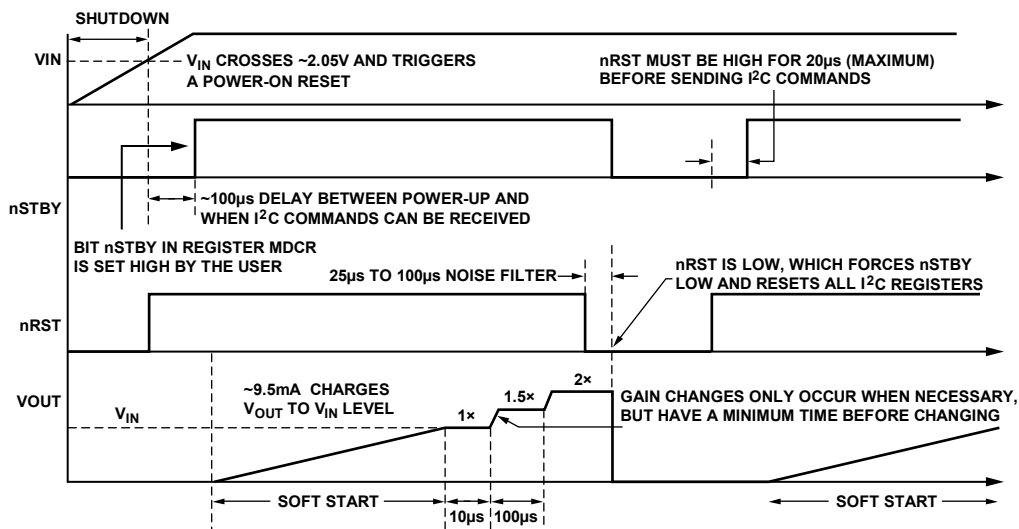 SHUTDOWN
VIN
VIN CROSSES ~2.05V AND TRIGGERS
A POWER-ON RESET
nRST MUST BE HIGH FOR 20µs (MAXIMUM)
BEFORE SENDING I2C COMMANDS
nSTBY
~100µs DELAY BETWEEN POWER-UP AND
WHEN I2C COMMANDS CAN BE RECEIVED
BIT nSTBY IN REGISTER MDCR
IS SET HIGH BY THE USER
25µs TO 100µs NOISE FILTER
nRST IS LOW, WHICH FORCES nSTBY
LOW AND RESETS ALL I2C REGISTERS
nRST
VOUT
~9.5mA CHARGES
VOUT TO VIN LEVEL
VIN
1×
1.5×
2×
GAIN CHANGES ONLY OCCUR WHEN NECESSARY,
BUT HAVE A MINIMUM TIME BEFORE CHANGING
SOFT START
10µs
100µs
SOFT START